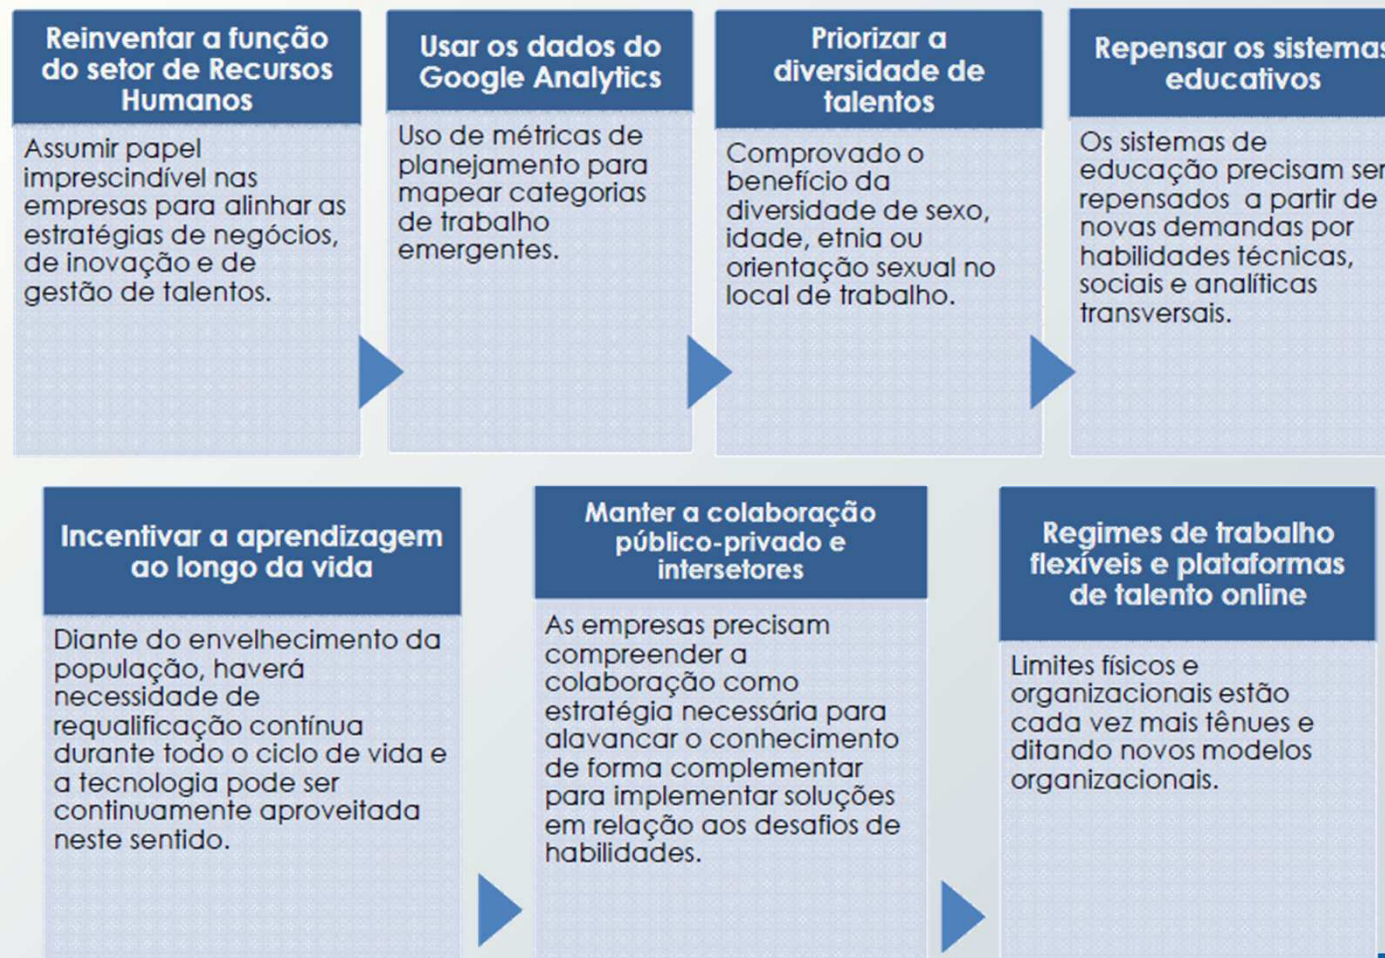 Reinventar a função
do setor de Recursos
Humanos
Assumir papel
imprescindível nas
empresas para alinhar as
estratégias de negócios,
de inovação e de
gestão de talentos.
Usar os dados do
Google Analytics
Uso de métricas de
planejamento para
mapear categorias
de trabalho
emergentes.
Priorizar a
diversidade de
talentos
Comprovado o
benefício da
diversidade de sexo,
idade, etnia ou
orientação sexual no
local de trabalho.
Repensar os sistemas
educativos
Os sistemas de
educação precisam ser
repensados a partir de
novas demandas por
habilidades técnicas,
sociais e analíticas
transversais.
Incentivar a aprendizagem
ao longo da vida
Diante do envelhecimento da
população, haverá
necessidade de
requalificação contínua
durante todo o ciclo de vida e
a tecnologia pode ser
continuamente aproveitada
neste sentido.
Manter a colaboração
público-privado e
intersetores
As empresas precisam
compreender a
colaboração como
estratégia necessária para
alavancar o conhecimento
de forma complementar
para implementar soluções
em relação aos desafios de
habilidades.
Regimes de trabalho
flexíveis e plataformas
de talento online
Limites físicos e
organizacionais estão
cada vez mais tênues e
ditando novos modelos
organizacionais.